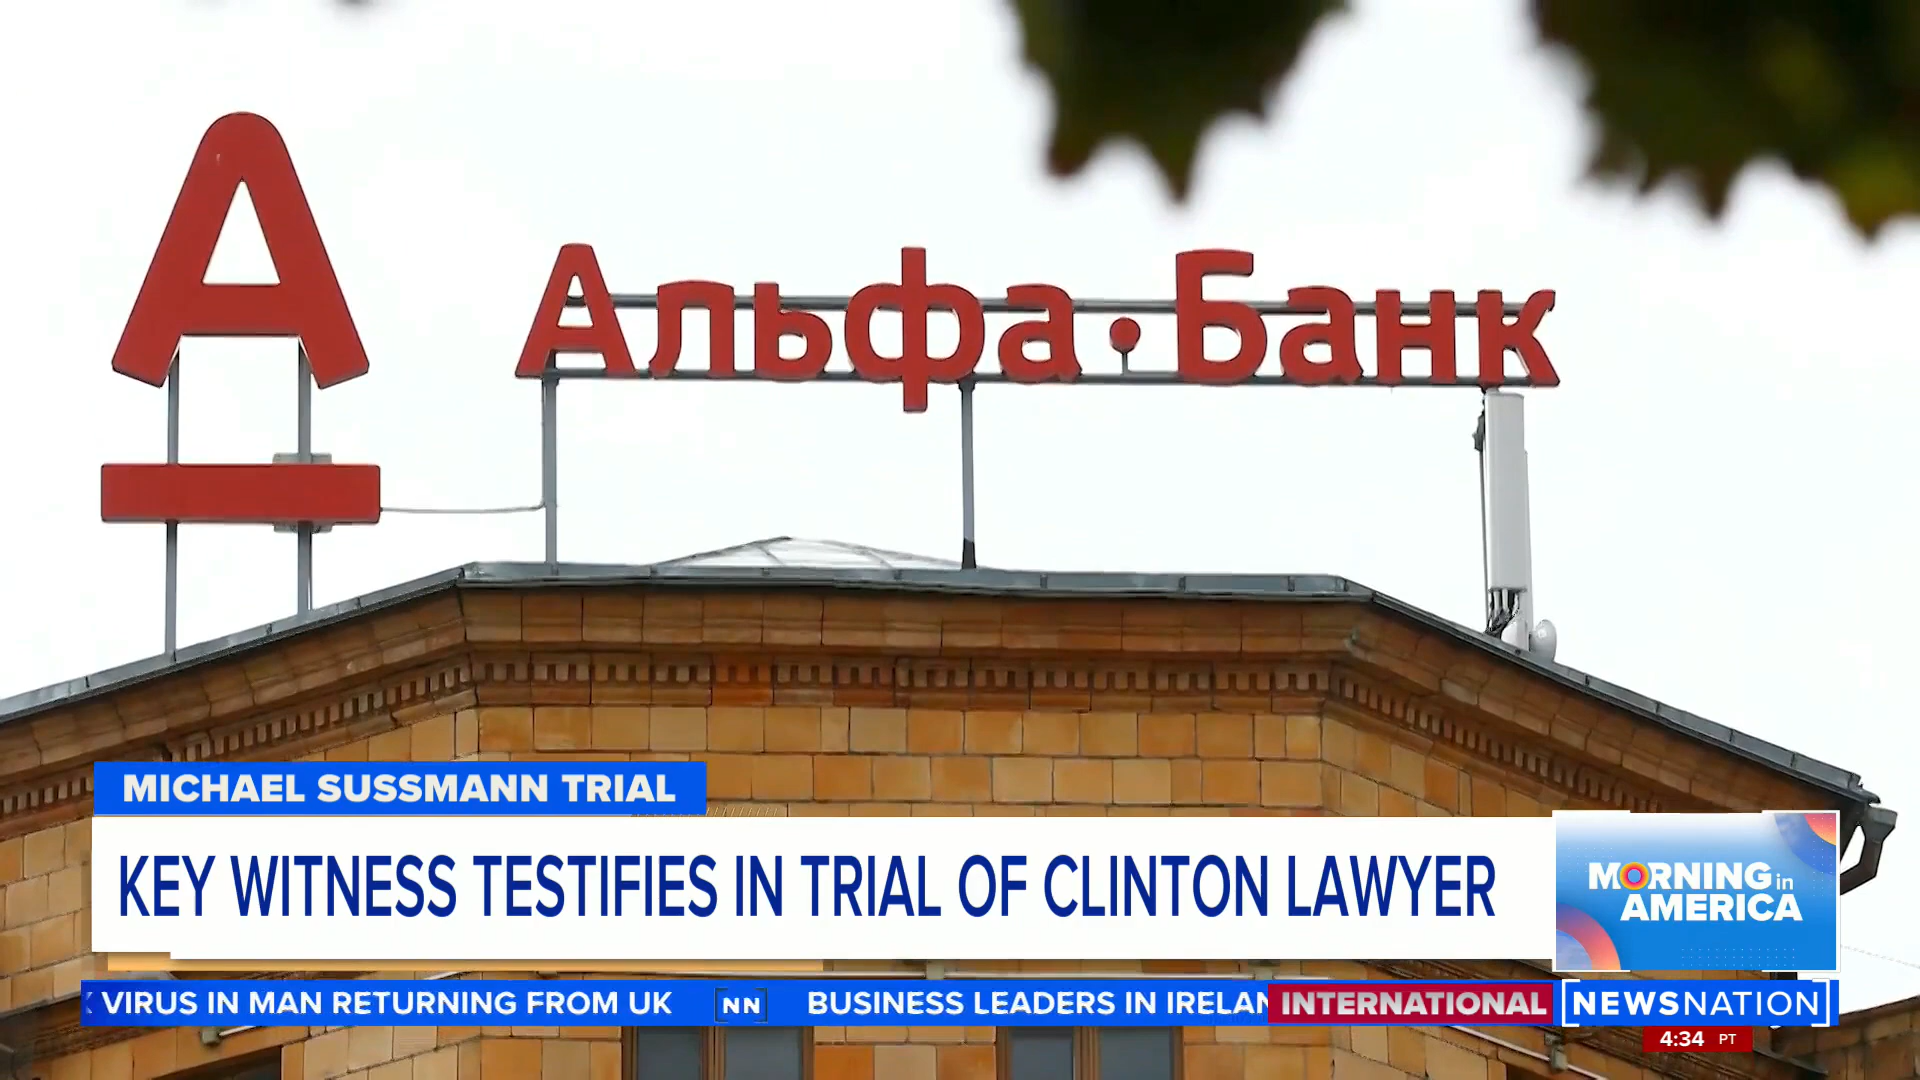 А
Альфа·Банк
MICHAEL SUSSMANN TRIAL
KEY WITNESS TESTIFIES IN TRIAL OF CLINTON LAWYER
MORNING in
AMERICA
VIRUS IN MAN RETURNING FROM UK NN BUSINESS LEADERS IN IRELAN INTERNATIONAL NEWSNATION
4:34 PT